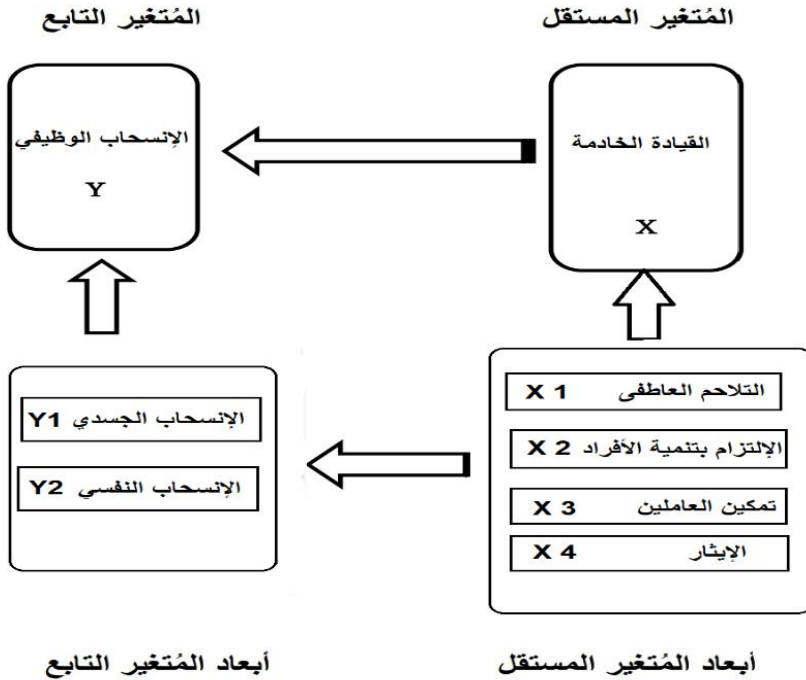 المُتغير المستقل
المُتغير التابع
القيادة الخادمة
X
الإنسحاب الوظيفي
Y
التلاحم العاطفى X 1
الإلتزام بتنمية الأفراد X 2
تمكين العاملين X 3
الإيثار X 4
الإنسحاب الجسدي Y1
الإنسحاب النفسي Y2
أبعاد المُتغير المستقل
أبعاد المُتغير التابع